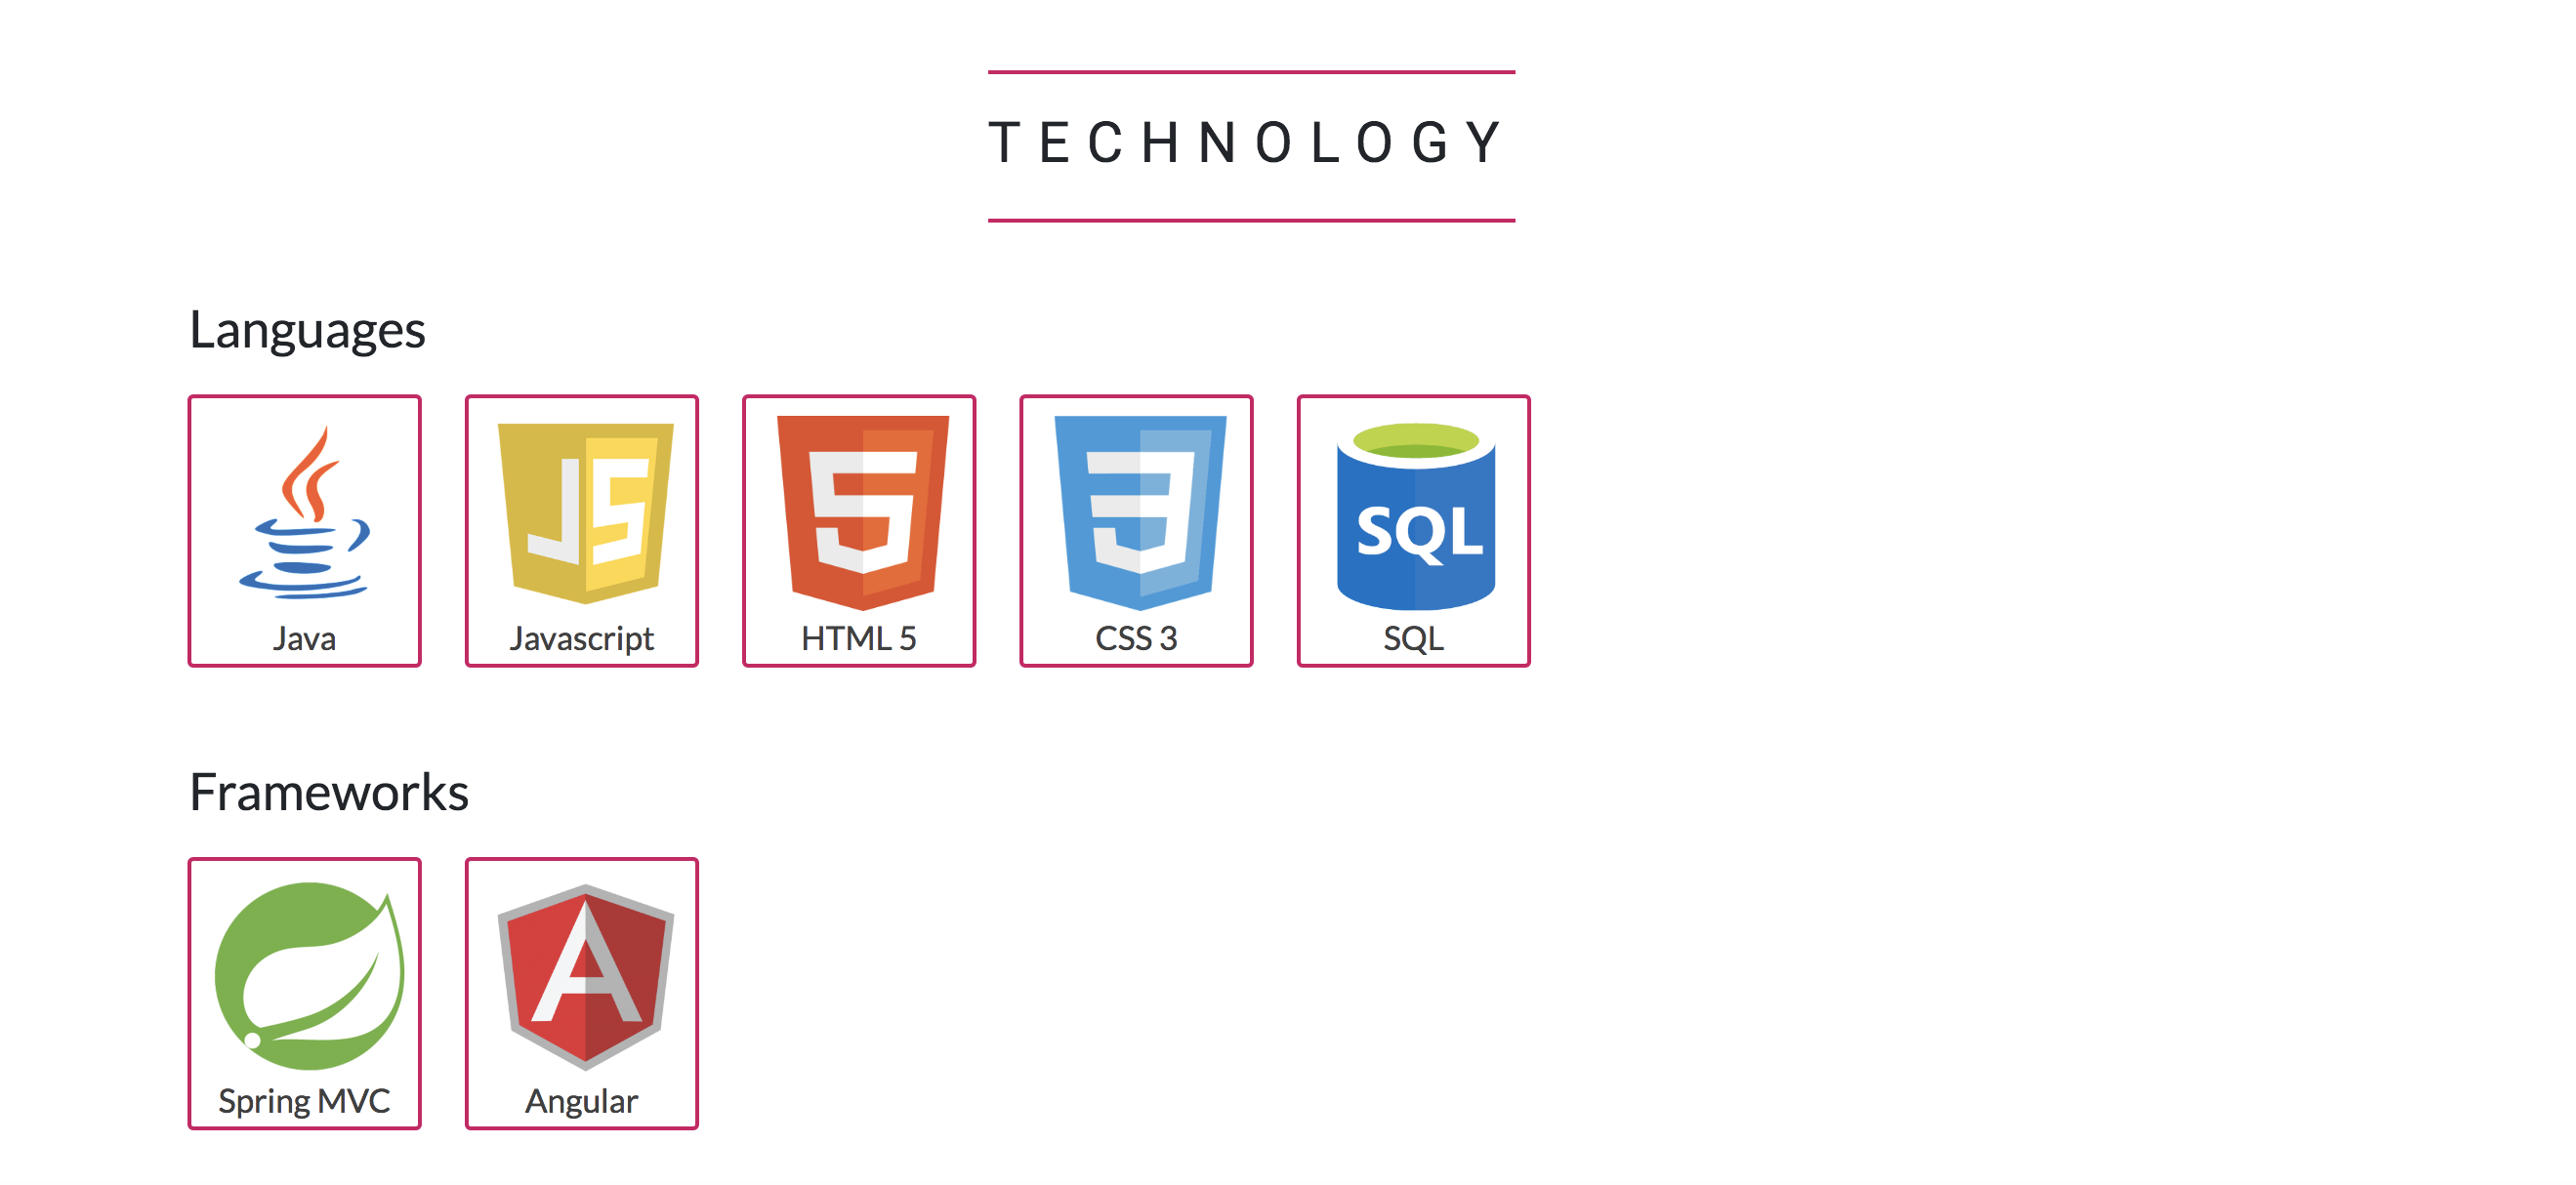 TECHNOLOGY
Languages
JS
5
3
SQL
Java
Javascript
HTML 5
CSS 3
SQL
Frameworks
A
Spring MVC
Angular